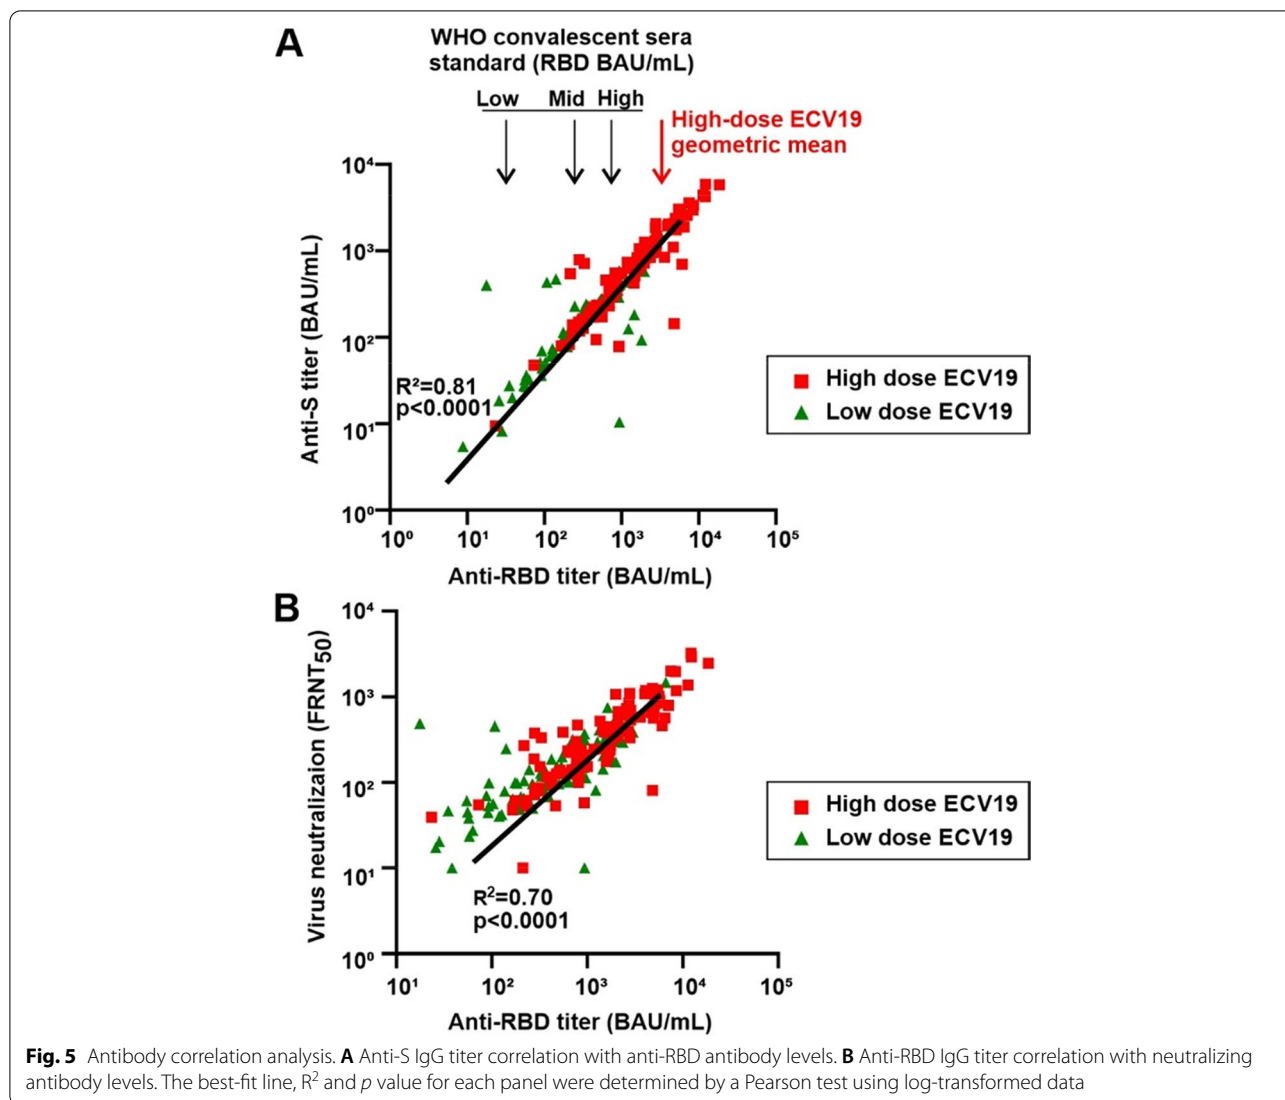 A
WHO convalescent sera
standard (RBD BAU/mL)
Low Mid High
High-dose ECV19
geometric mean
10⁴
10³
10²
10¹
10⁰
Anti-S titer (BAU/mL)
R²=0.81
p<0.0001
High dose ECV19
Low dose ECV19
10⁰ 10¹ 10² 10³ 10⁴ 10⁵
Anti-RBD titer (BAU/mL)
B
10⁴
10³
10²
10¹
10⁰
Virus neutralizaion (FRNT₅₀)
High dose ECV19
Low dose ECV19
R²=0.70
p<0.0001
10¹ 10² 10³ 10⁴ 10⁵
Anti-RBD titer (BAU/mL)
Fig. 5 Antibody correlation analysis. A Anti-S IgG titer correlation with anti-RBD antibody levels. B Anti-RBD IgG titer correlation with neutralizing
antibody levels. The best-fit line, R² and p value for each panel were determined by a Pearson test using log-transformed data